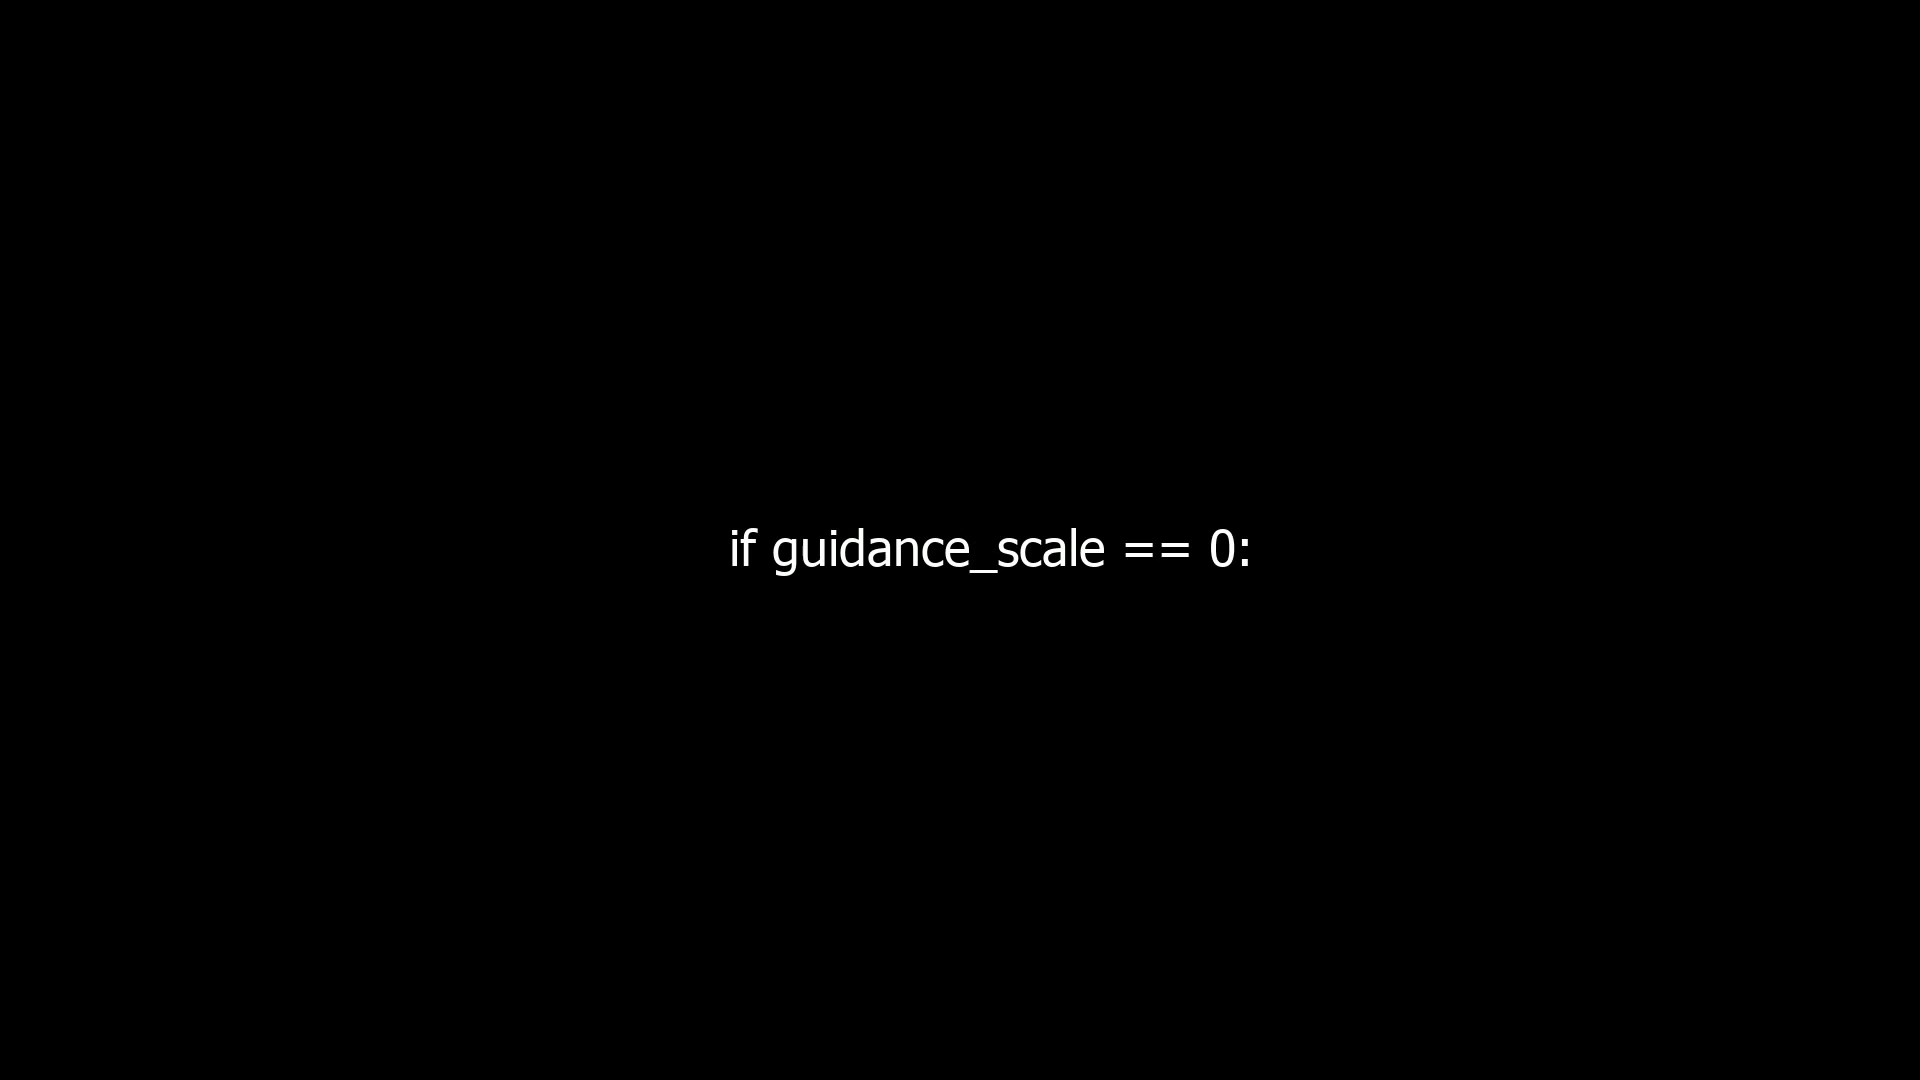 if guidance_scale == 0: